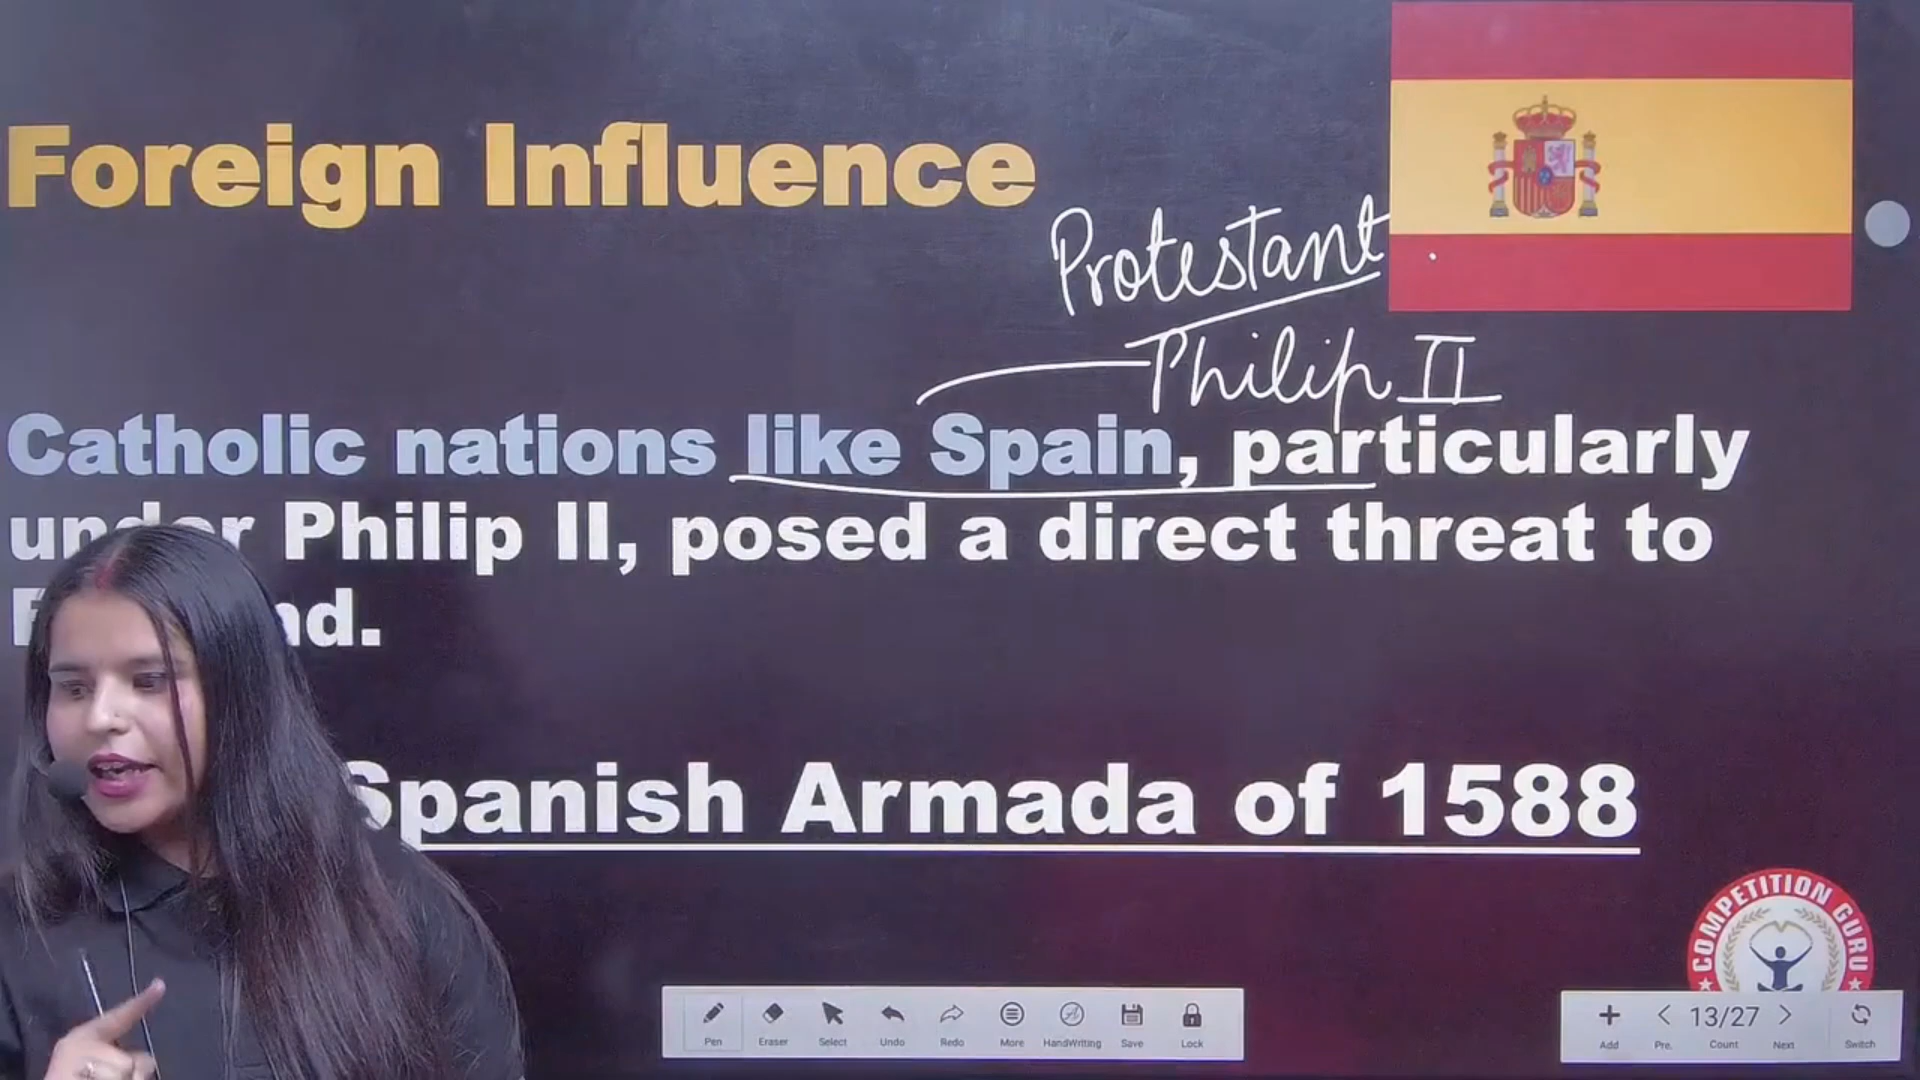 Foreign Influence
Protestant
Philip II
Catholic nations like Spain, particularly
under Philip II, posed a direct threat to
nd.
Spanish Armada of 1588
COMPETITION GURU
Pen Eraser Select Undo Redo More HandWriting Save Lock
13/27
Add Pre. Count Next Switch